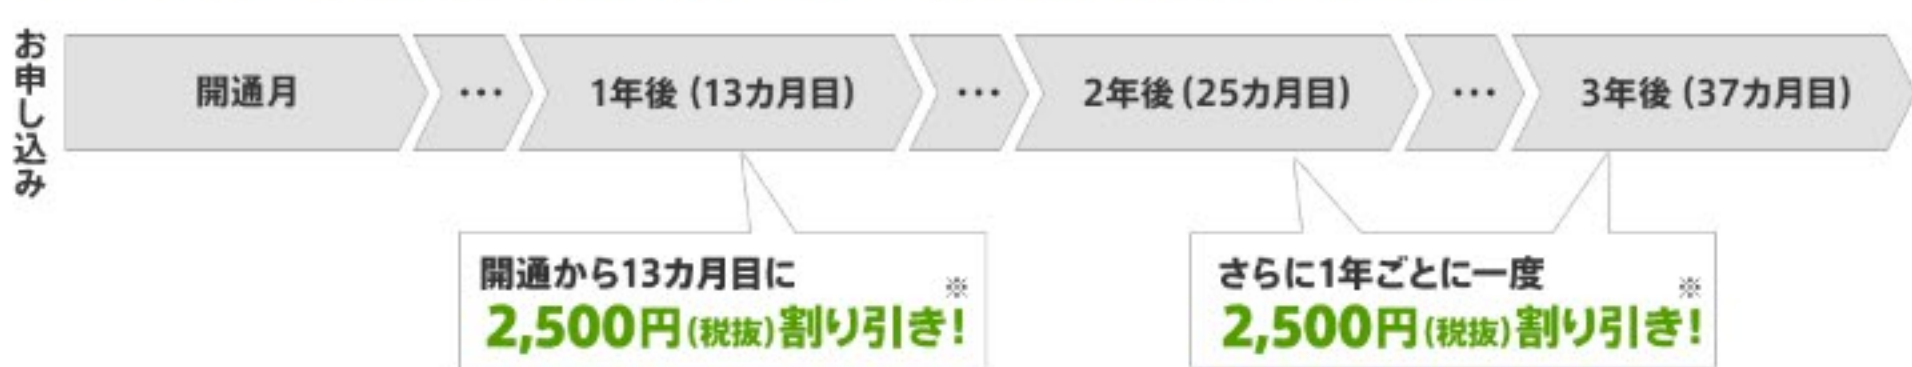 お申し込み
開通月 … 1年後(13カ月目) … 2年後(25カ月目) … 3年後(37カ月目)
開通から13カ月目に
2,500円(税抜)割り引き!※
さらに1年ごとに一度
2,500円(税抜)割り引き!※